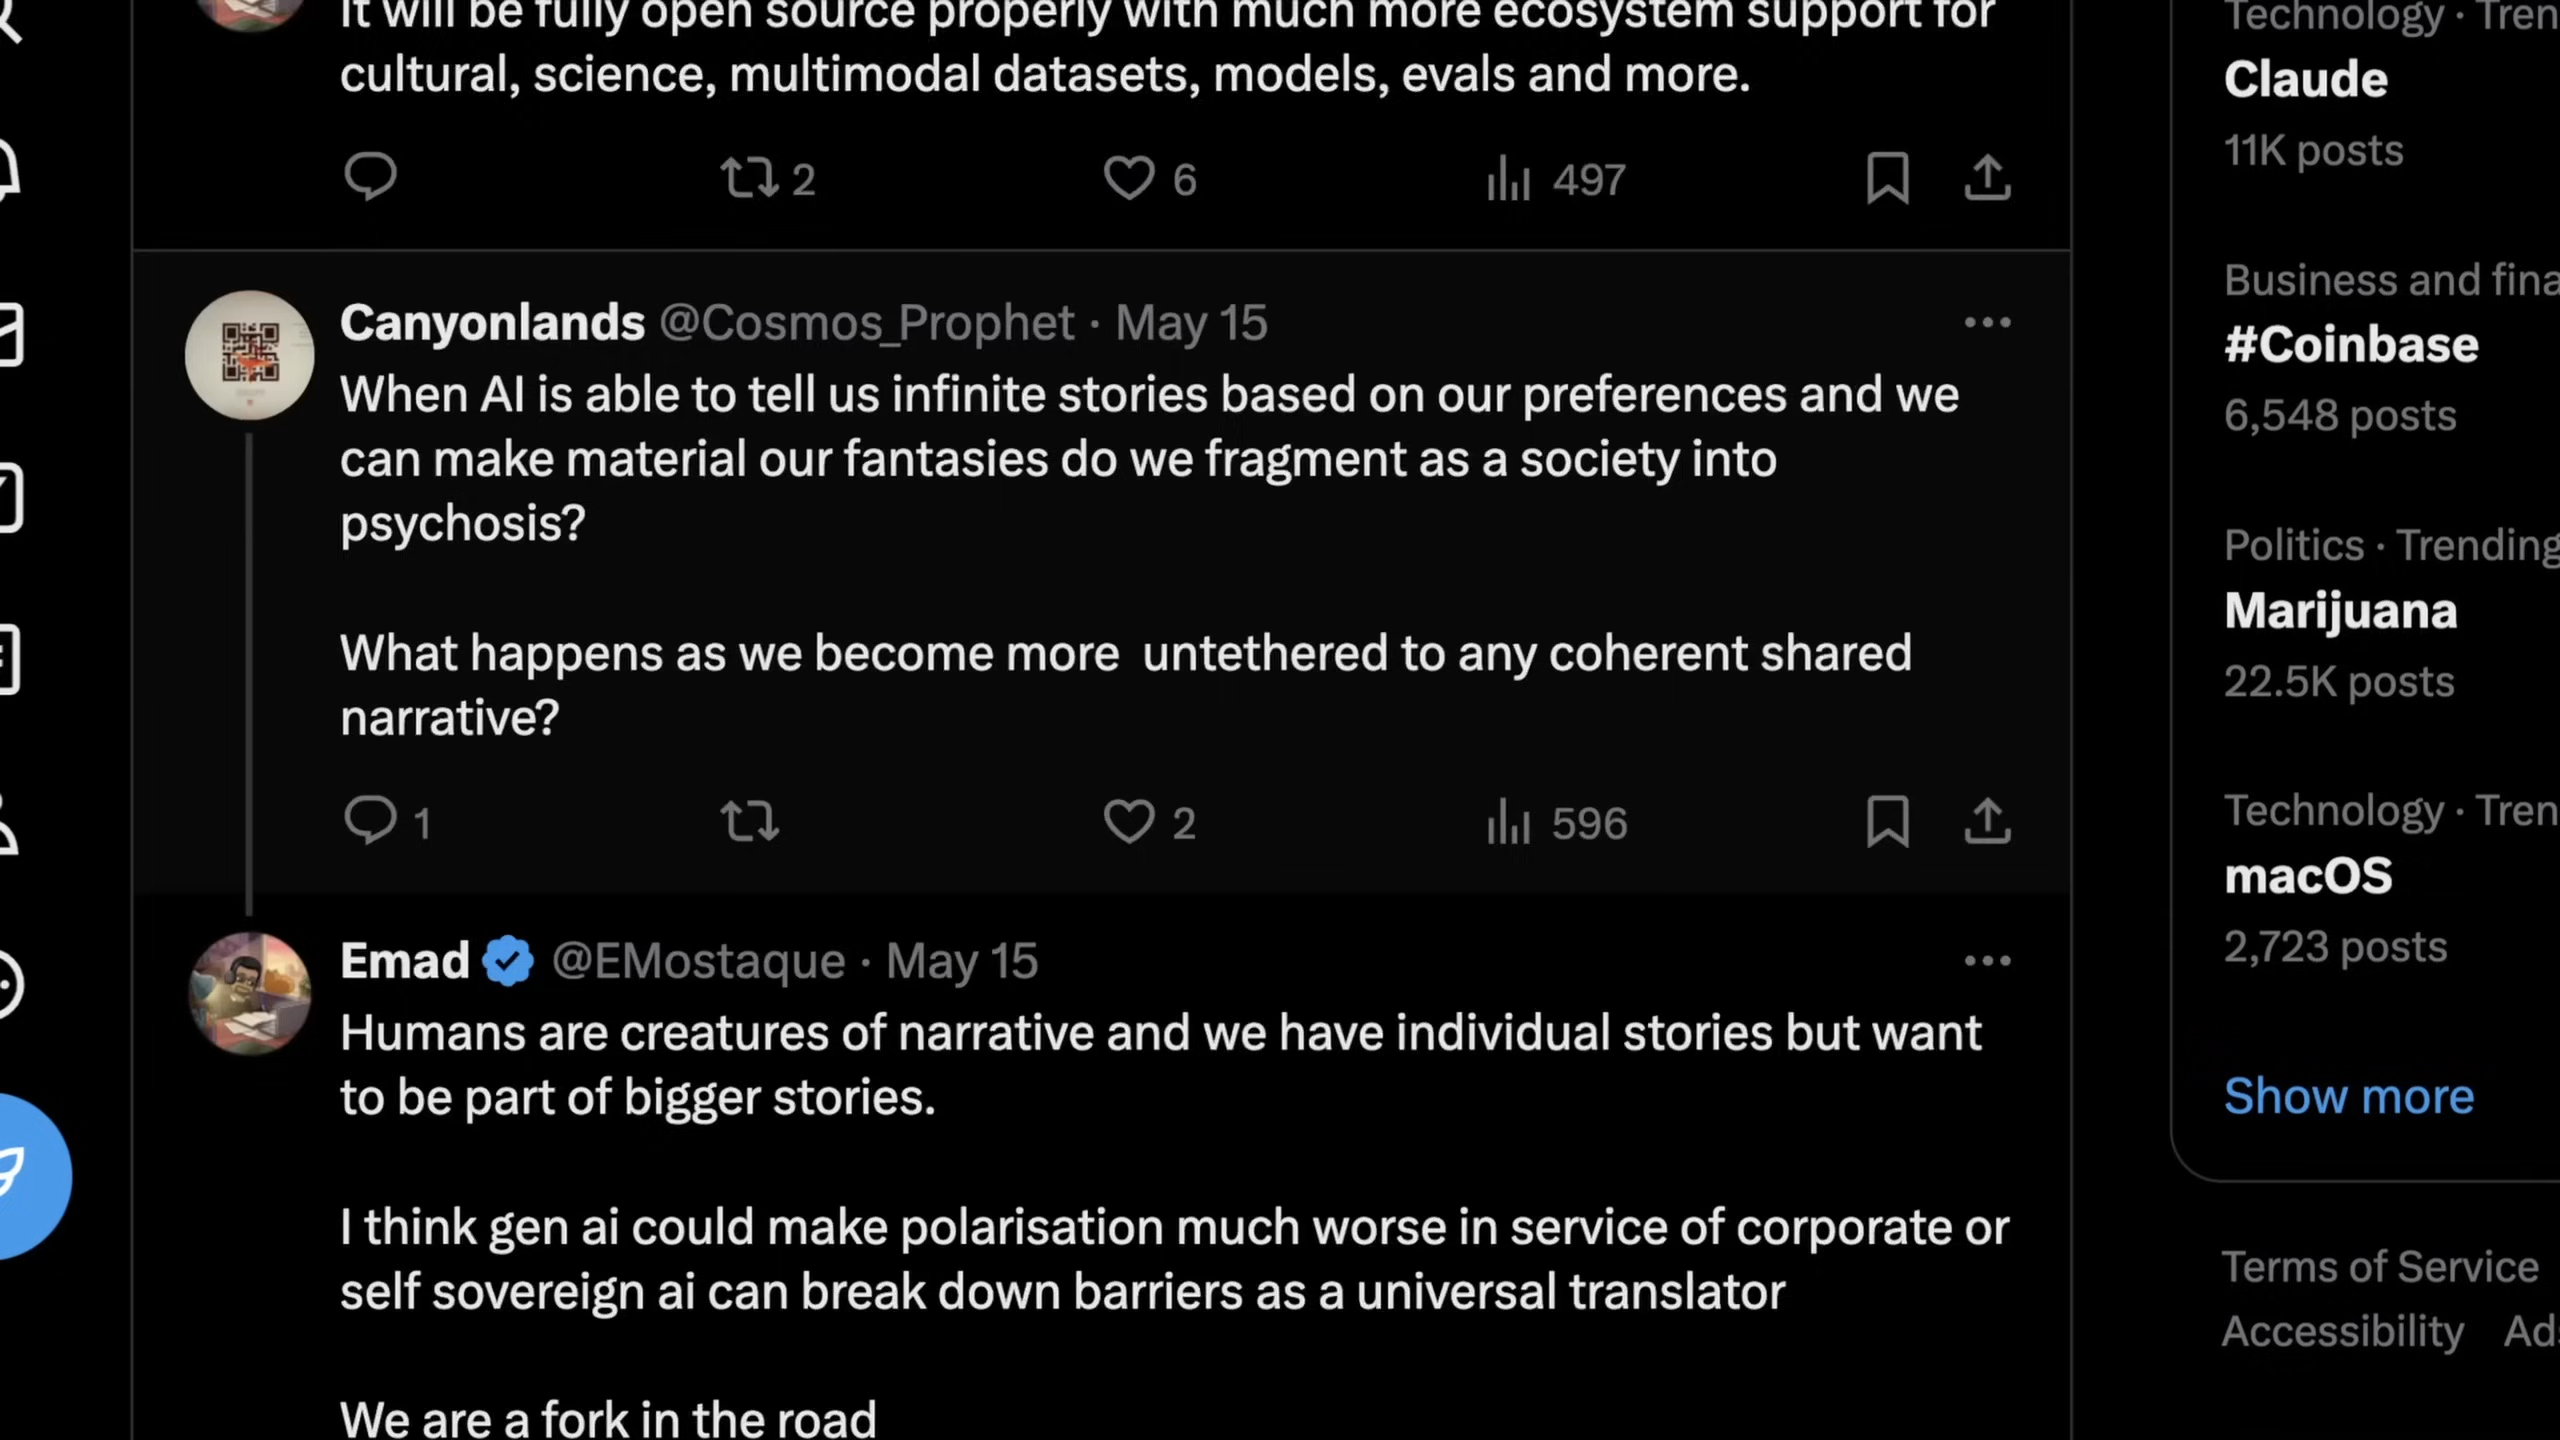 It will be fully open source properly with much more ecosystem support for
cultural, science, multimodal datasets, models, evals and more.
2
6
497
Canyonlands @Cosmos_Prophet · May 15
When AI is able to tell us infinite stories based on our preferences and we
can make material our fantasies do we fragment as a society into
psychosis?
What happens as we become more  untethered to any coherent shared
narrative?
1
2
596
Emad @EMostaque · May 15
Humans are creatures of narrative and we have individual stories but want
to be part of bigger stories.
I think gen ai could make polarisation much worse in service of corporate or
self sovereign ai can break down barriers as a universal translator
We are a fork in the road
Technology · Tren
Claude
11K posts
Business and fina
#Coinbase
6,548 posts
Politics · Trending
Marijuana
22.5K posts
Technology · Tren
macOS
2,723 posts
Show more
Terms of Service
Accessibility Ad